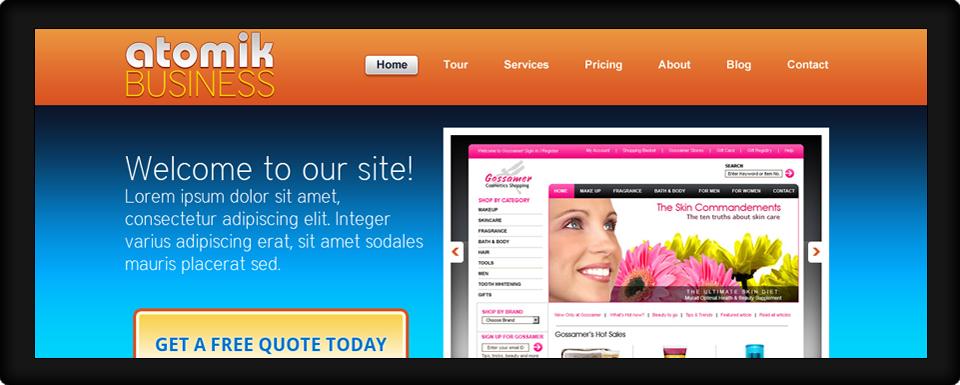 atomik
BUSINESS
Home Tour Services Pricing About Blog Contact
Welcome to our site!
Lorem ipsum dolor sit amet,
consectetur adipiscing elit. Integer
varius adipiscing erat, sit amet sodales
mauris placerat sed.
GET A FREE QUOTE TODAY
Welcome to Gossamer! Sign in / Register
My Account | Shopping Basket | Gossamer Stores | Gift Card | Gift Registry | Help
Gossamer
Cosmetics Shopping
SEARCH
Enter Keyword or Item No.
HOME MAKE UP FRAGRANCE BATH & BODY FOR MEN FOR WOMEN CONTACT
SHOP BY CATEGORY
MAKEUP
SKINCARE
FRAGRANCE
BATH & BODY
HAIR
TOOLS
MEN
TOOTH WHITENING
GIFTS
The Skin Commandements
The ten truths about skin care
THE ULTIMATE SKIN DIET:
Murad Optimal Health & Beauty Supplement
SHOP BY BRAND
Choose Brand
SIGN UP FOR GOSSAMER
Enter your email ID
Tips, tricks, beauty and more
New Only at Gossamer | What's Hot now? | Beauty to go | Tips & Trends | Featured article | Read all articles
Gossamer's Hot Sales